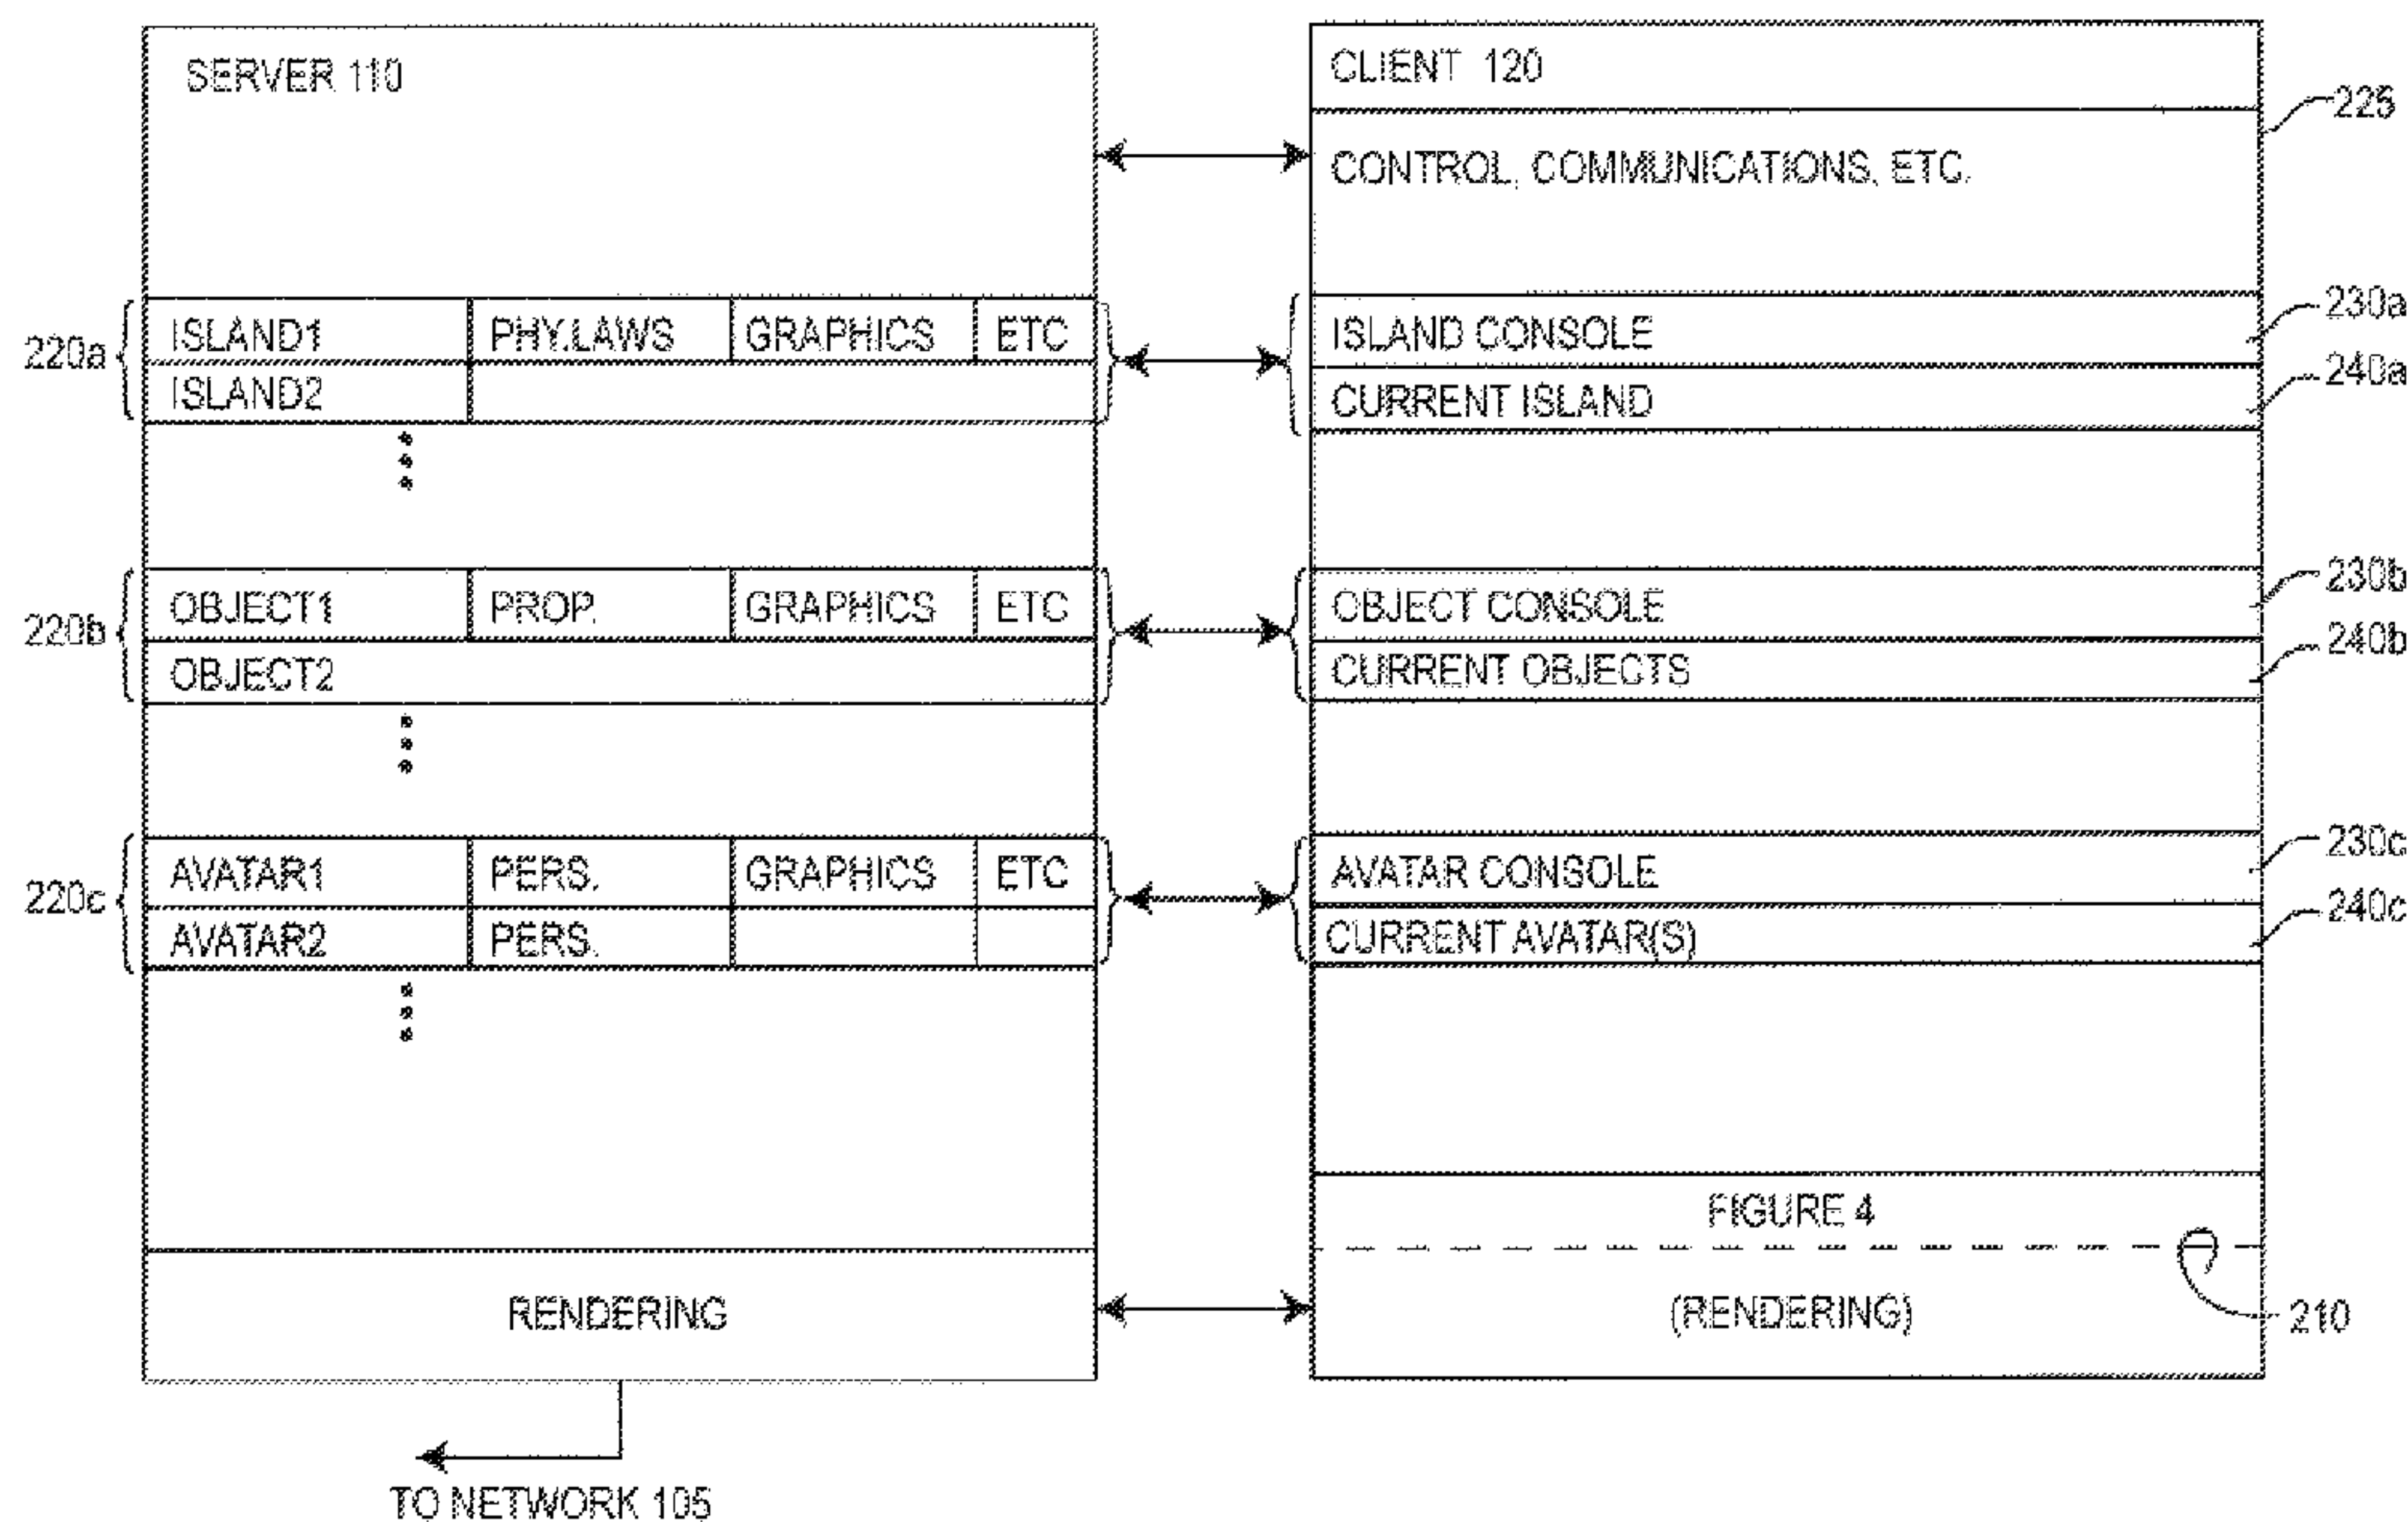 SERVER 110
220a
ISLAND1 PHY.LAWS GRAPHICS ETC
ISLAND2
220b
OBJECT1 PROP. GRAPHICS ETC
OBJECT2
220c
AVATAR1 PERS. GRAPHICS ETC
AVATAR2 PERS.
RENDERING
TO NETWORK 105
CLIENT 120
225
CONTROL, COMMUNICATIONS, ETC.
ISLAND CONSOLE 230a
CURRENT ISLAND 240a
OBJECT CONSOLE 230b
CURRENT OBJECTS 240b
AVATAR CONSOLE 230c
CURRENT AVATAR(S) 240c
FIGURE 4
(RENDERING)
210